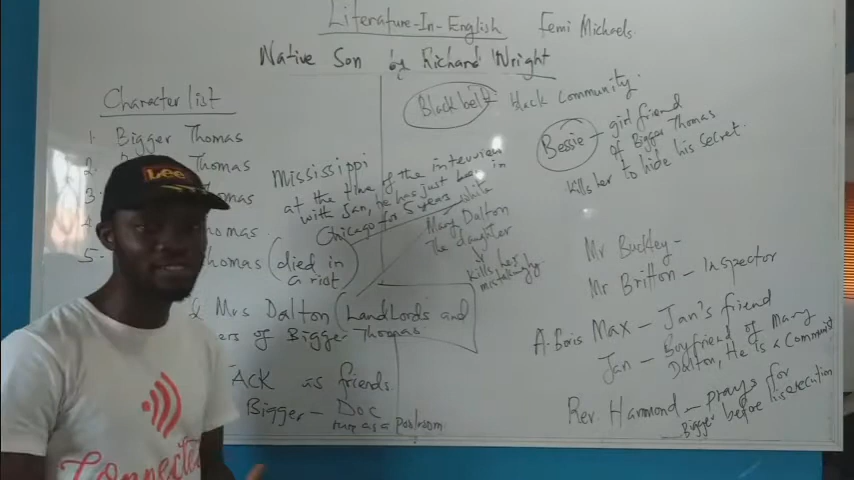 Literature-In-English Femi Michaels
Native Son by Richard Wright
Character list
1. Bigger Thomas
2. Thomas
3. Thomas
4. Thomas
5. Thomas (died in
a riot
& Mrs Dalton (LandLords and
of Bigger Thomas
JACK as friends.
Bigger - Doc
runs a poolroom
Mississippi
at the time of the interview
with Jan, he has just been in
Chicago for 5 years while
Mary Dalton
The daughter
kills her
mistakingly.
Black belt - black community.
Bessie - girl friend
of Bigger Thomas
kills her to hide his secret.
Mr Buckley -
Mr Britton - Inspector
A. Boris Max - Jan's friend
Jan - Boyfriend of Mary
Dalton, He is a Communist
Rev. Hammond - prays for
Bigger before his execution
Lee
Connected